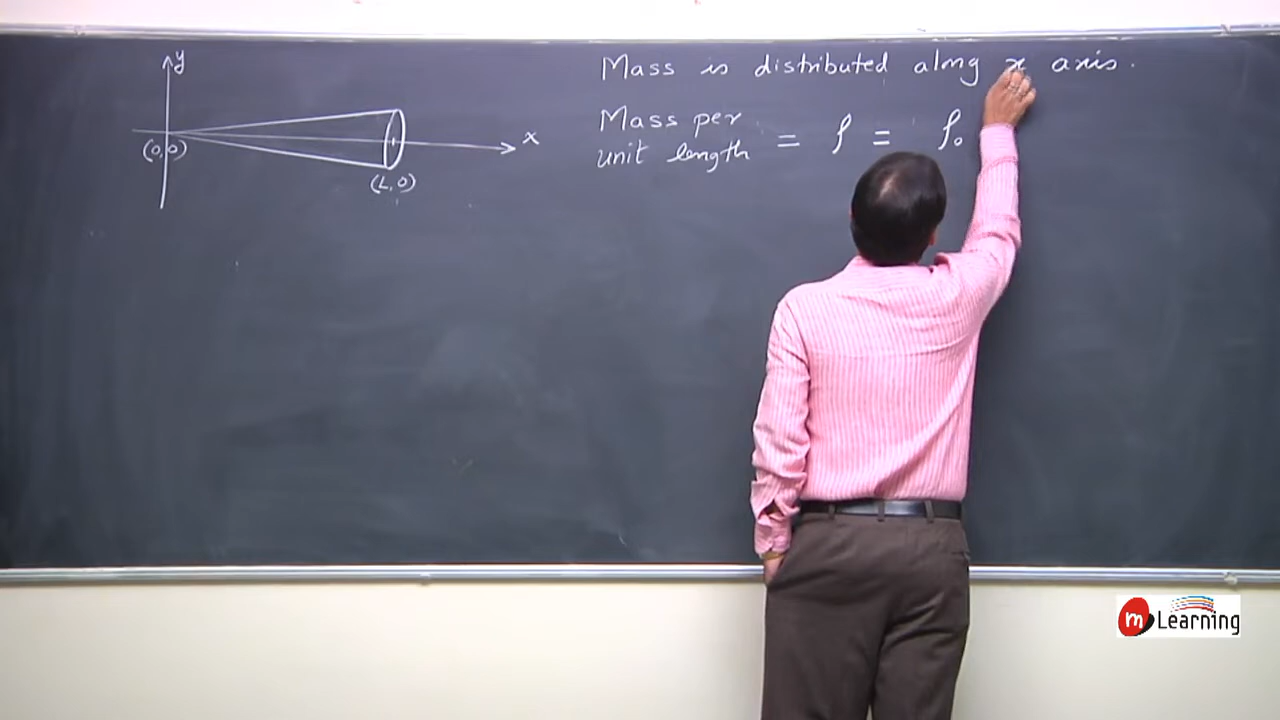 y
Mass is distributed along x axis.
Mass per
unit length = ρ = ρ₀
x
(0,0)
(L,0)
m Learning